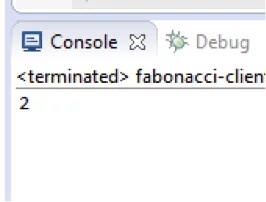 Console Debug
<terminated> fabonacci-client
2